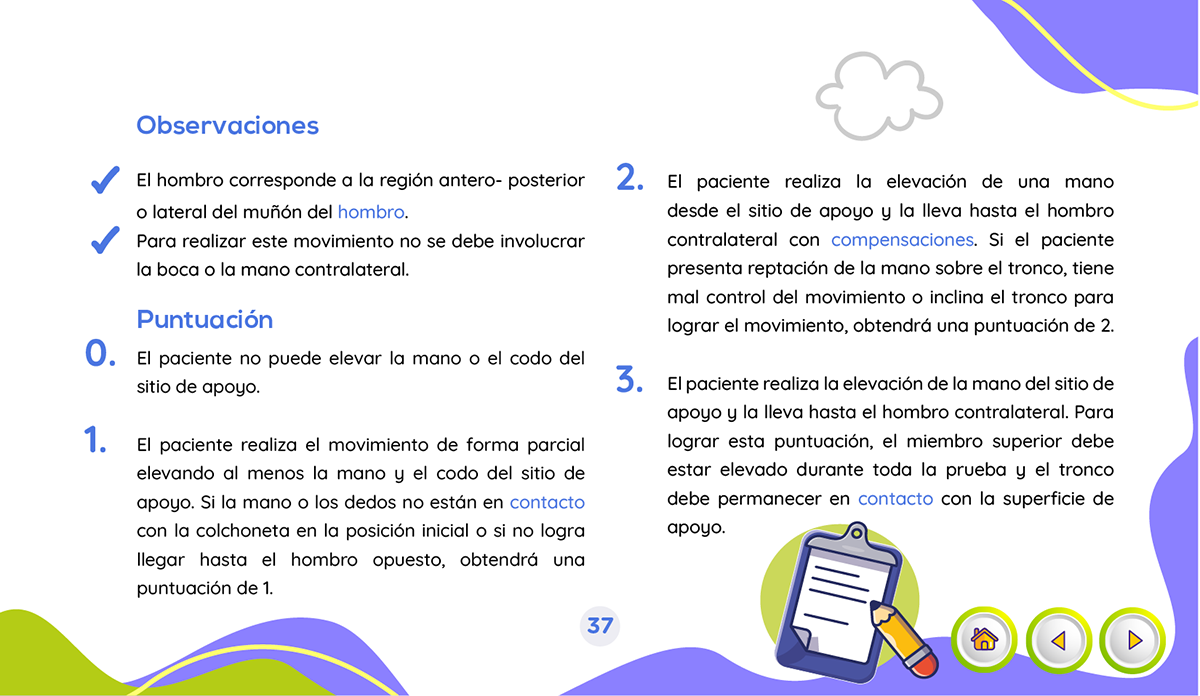 Observaciones
El hombro corresponde a la región antero- posterior
o lateral del muñón del hombro.
Para realizar este movimiento no se debe involucrar
la boca o la mano contralateral.
Puntuación
0.
El paciente no puede elevar la mano o el codo del
sitio de apoyo.
1.
El paciente realiza el movimiento de forma parcial
elevando al menos la mano y el codo del sitio de
apoyo. Si la mano o los dedos no están en contacto
con la colchoneta en la posición inicial o si no logra
llegar hasta el hombro opuesto, obtendrá una
puntuación de 1.
2.
El paciente realiza la elevación de una mano
desde el sitio de apoyo y la lleva hasta el hombro
contralateral con compensaciones. Si el paciente
presenta reptación de la mano sobre el tronco, tiene
mal control del movimiento o inclina el tronco para
lograr el movimiento, obtendrá una puntuación de 2.
3.
El paciente realiza la elevación de la mano del sitio de
apoyo y la lleva hasta el hombro contralateral. Para
lograr esta puntuación, el miembro superior debe
estar elevado durante toda la prueba y el tronco
debe permanecer en contacto con la superficie de
apoyo.
37